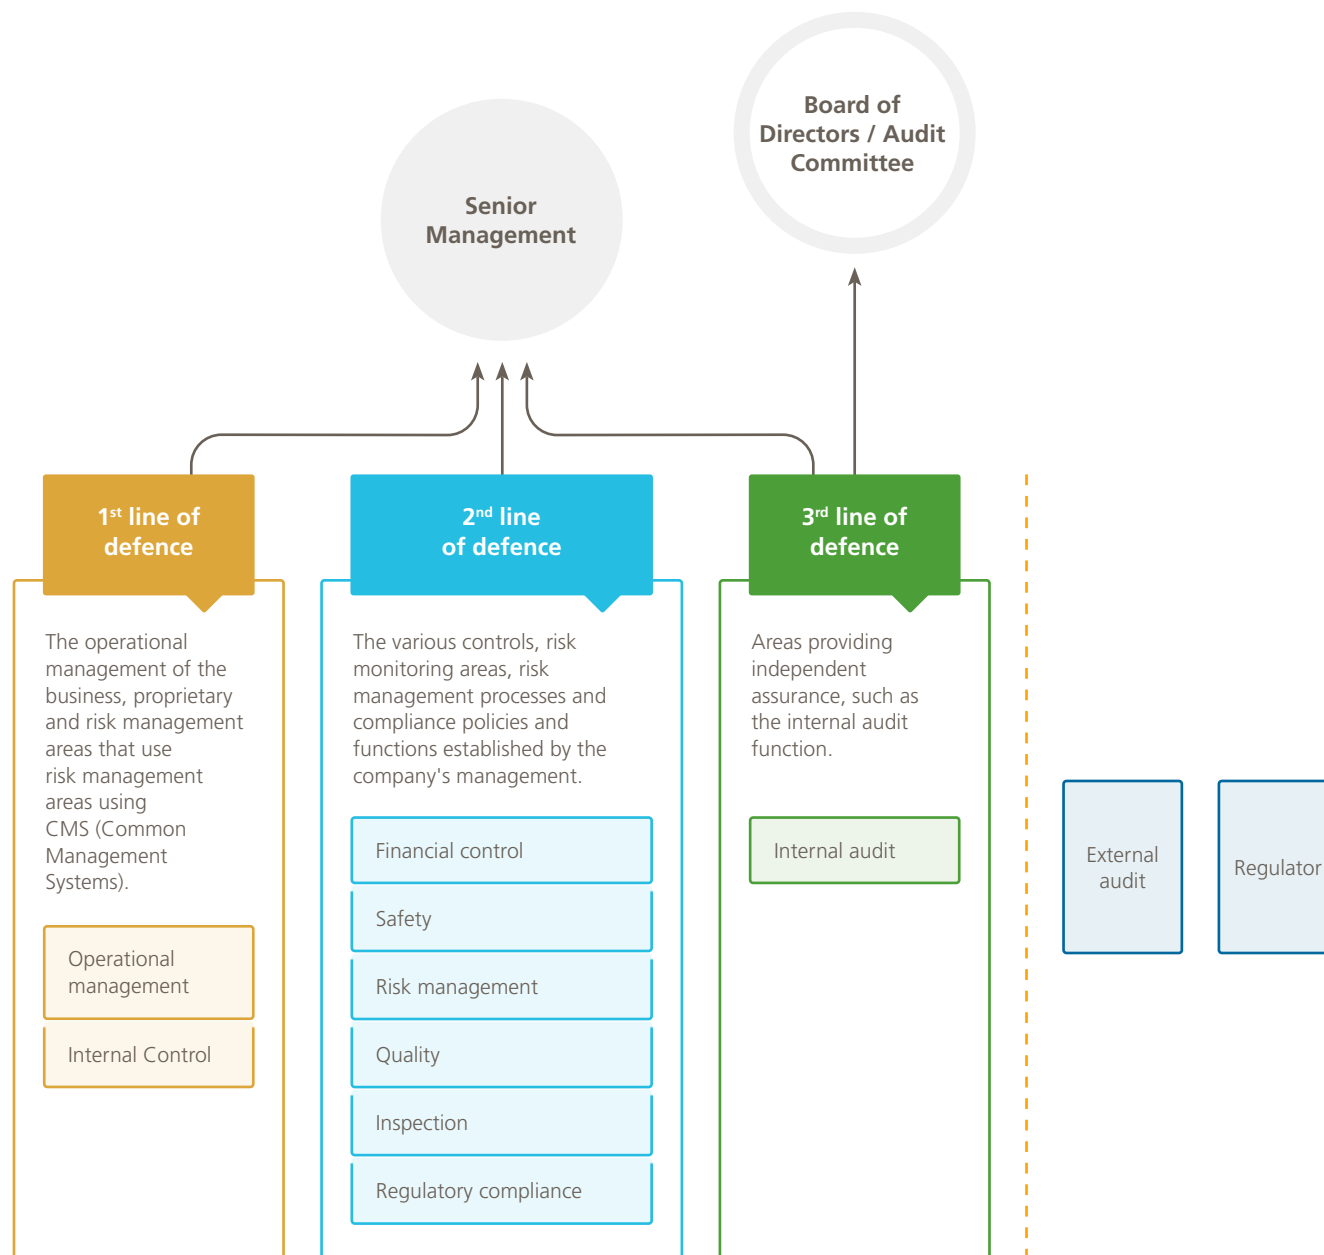 Board of
Directors / Audit
Committee
Senior
Management
1st line of
defence
The operational
management of the
business, proprietary
and risk management
areas that use
risk management
areas using
CMS (Common
Management
Systems).
Operational
management
Internal Control
2nd line
of defence
The various controls, risk
monitoring areas, risk
management processes and
compliance policies and
functions established by the
company's management.
Financial control
Safety
Risk management
Quality
Inspection
Regulatory compliance
3rd line of
defence
Areas providing
independent
assurance, such as
the internal audit
function.
Internal audit
External
audit
Regulator